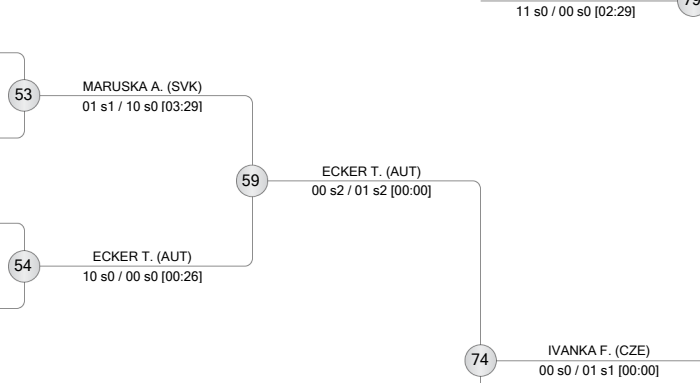 79
11 s0 / 00 s0 [02:29]
53
MARUSKA A. (SVK)
01 s1 / 10 s0 [03:29]
59
ECKER T. (AUT)
00 s2 / 01 s2 [00:00]
54
ECKER T. (AUT)
10 s0 / 00 s0 [00:26]
74
IVANKA F. (CZE)
00 s0 / 01 s1 [00:00]